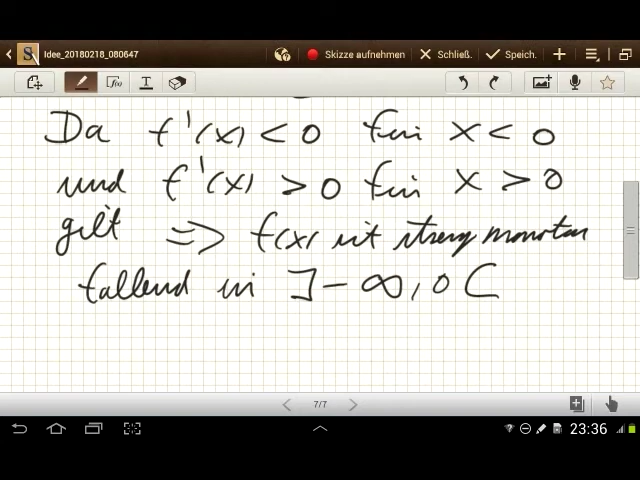 Idee_20180218_080647
Skizze aufnehmen
Schließ.
Speich.
f(x)
T
Da f'(x) < 0 für x < 0
und f'(x) > 0 für x > 0
gilt => f(x) ist streng monoton
fallend in ]-∞, 0[
7/7
23:36